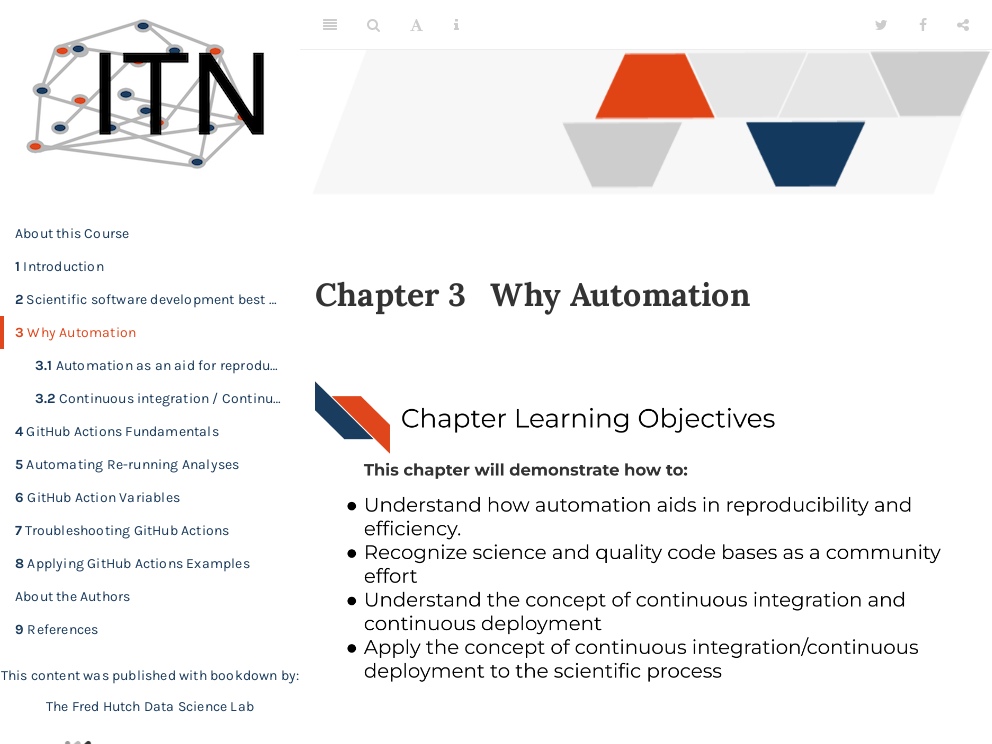 ITN
About this Course
1 Introduction
2 Scientific software development best ...
3 Why Automation
3.1 Automation as an aid for reprodu...
3.2 Continuous integration / Continu...
4 GitHub Actions Fundamentals
5 Automating Re-running Analyses
6 GitHub Action Variables
7 Troubleshooting GitHub Actions
8 Applying GitHub Actions Examples
About the Authors
9 References
This content was published with bookdown by:
The Fred Hutch Data Science Lab
A
i
Chapter 3 Why Automation
Chapter Learning Objectives
This chapter will demonstrate how to:
● Understand how automation aids in reproducibility and
efficiency.
● Recognize science and quality code bases as a community
effort
● Understand the concept of continuous integration and
continuous deployment
● Apply the concept of continuous integration/continuous
deployment to the scientific process